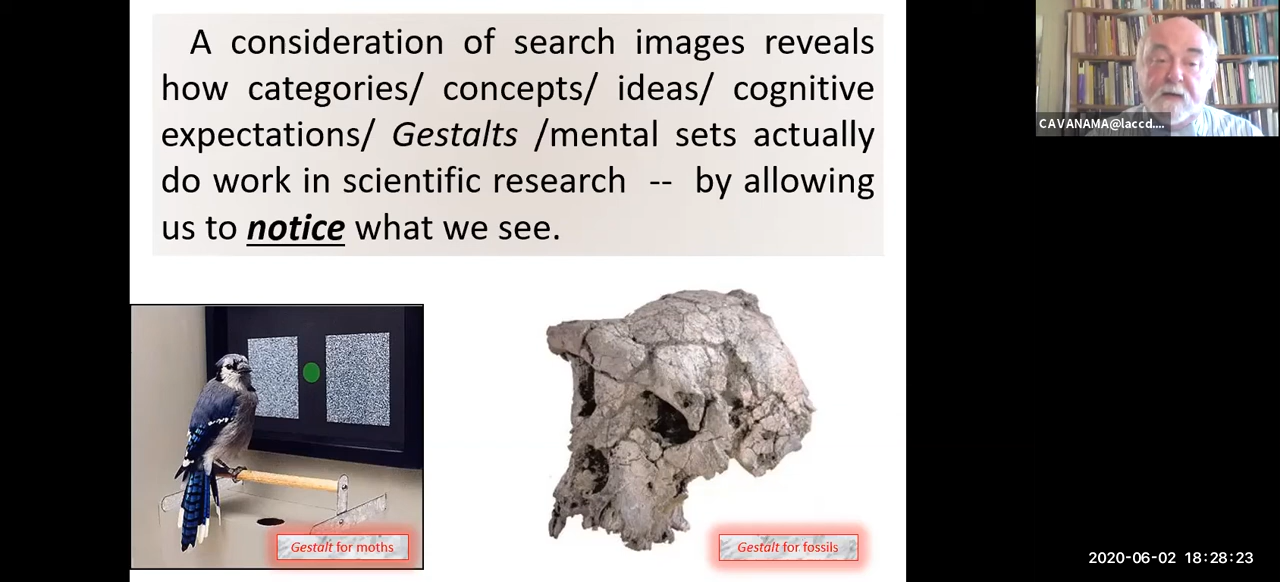 A consideration of search images reveals
how categories/ concepts/ ideas/ cognitive
expectations/ Gestalts /mental sets actually
do work in scientific research -- by allowing
us to notice what we see.
CAVANAMA@laccd....
Gestalt for moths
Gestalt for fossils
2020-06-02 18:28:23